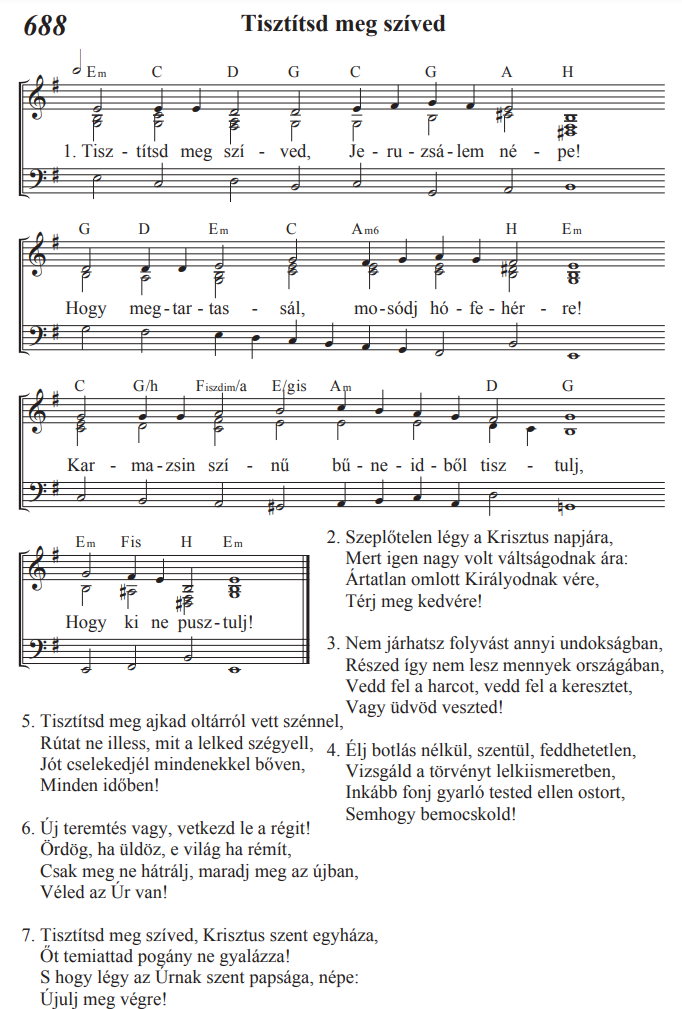 688
Tisztítsd meg szíved
Em C D G C G A H
1. Tisz - títsd meg szí - ved, Je - ru - zsá - lem né - pe!
G D Em C Am6 H Em
Hogy meg - tar - tas - sál, mo - sódj hó - fe - hér - re!
C G/h Fiszdim/a E/gis Am D G
Kar - ma - zsin szí - nű bű - ne - id - ből tisz - tulj,
Em Fis H Em
Hogy ki ne pusz - tulj!
2. Szeplőtelen légy a Krisztus napjára,
Mert igen nagy volt váltságodnak ára:
Ártatlan omlott Királyodnak vére,
Térj meg kedvére!
3. Nem járhatsz folyvást annyi undokságban,
Részed így nem lesz mennyek országában,
Vedd fel a harcot, vedd fel a keresztet,
Vagy üdvöd veszted!
4. Élj botlás nélkül, szentül, feddhetetlen,
Vizsgáld a törvényt lelkiismeretben,
Inkább fonj gyarló tested ellen ostort,
Semhogy bemocskold!
5. Tisztítsd meg ajkad oltárról vett szénnel,
Rútat ne illess, mit a lelked szégyell,
Jót cselekedjél mindenekkel bőven,
Minden időben!
6. Új teremtés vagy, vetkezd le a régit!
Ördög, ha üldöz, e világ ha rémít,
Csak meg ne hátrálj, maradj meg az újban,
Véled az Úr van!
7. Tisztítsd meg szíved, Krisztus szent egyháza,
Őt temiattad pogány ne gyalázza!
S hogy légy az Úrnak szent papsága, népe:
Újulj meg végre!